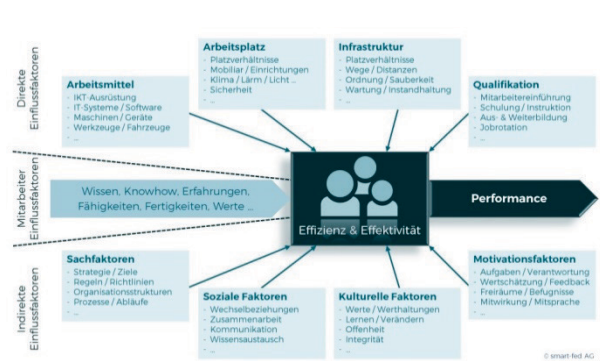 Direkte
Einflussfaktoren
Arbeitsmittel
· IKT-Ausrüstung
· IT-Systeme / Software
· Maschinen / Geräte
· Werkzeuge / Fahrzeuge
· ...
Arbeitsplatz
· Platzverhältnisse
· Mobiliar / Einrichtungen
· Klima / Lärm / Licht ...
· Sicherheit
· ...
Infrastruktur
· Platzverhältnisse
· Wege / Distanzen
· Ordnung / Sauberkeit
· Wartung / Instandhaltung
· ...
Qualifikation
· Mitarbeitereinführung
· Schulung / Instruktion
· Aus- & Weiterbildung
· Jobrotation
· ...
Mitarbeiter
Einflussfaktoren
Wissen, Knowhow, Erfahrungen,
Fähigkeiten, Fertigkeiten, Werte ...
Effizienz & Effektivität
Performance
Indirekte
Einflussfaktoren
Sachfaktoren
· Strategie / Ziele
· Regeln / Richtlinien
· Organisationsstrukturen
· Prozesse / Abläufe
· ...
Soziale Faktoren
· Wechselbeziehungen
· Zusammenarbeit
· Kommunikation
· Wissensaustausch
· ...
Kulturelle Faktoren
· Werte / Werthaltungen
· Lernen / Verändern
· Offenheit
· Integrität
· ...
Motivationsfaktoren
· Aufgaben / Verantwortung
· Wertschätzung / Feedback
· Freiräume / Befugnisse
· Mitwirkung / Mitsprache
· ...
© smart-fed AG